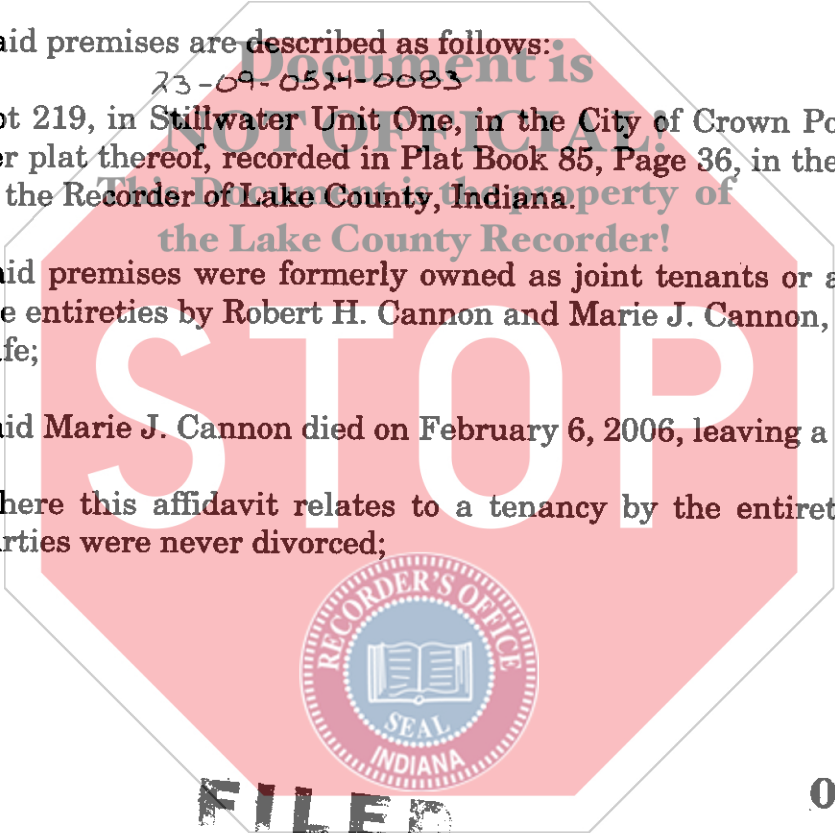 aid premises are described as follows:
Document is
23-09-0524-0083
ot 219, in Stillwater Unit One, in the City of Crown Po
NOT OFFICIAL!
er plat thereof, recorded in Plat Book 85, Page 36, in the
the Recorder of Lake County, Indiana.
This Document is the property of
the Lake County Recorder!
aid premises were formerly owned as joint tenants or a
e entireties by Robert H. Cannon and Marie J. Cannon,
fe;
STOP
aid Marie J. Cannon died on February 6, 2006, leaving a
here this affidavit relates to a tenancy by the entiret
rties were never divorced;
RECORDER'S OFFICE
SEAL
INDIANA
FILED
0